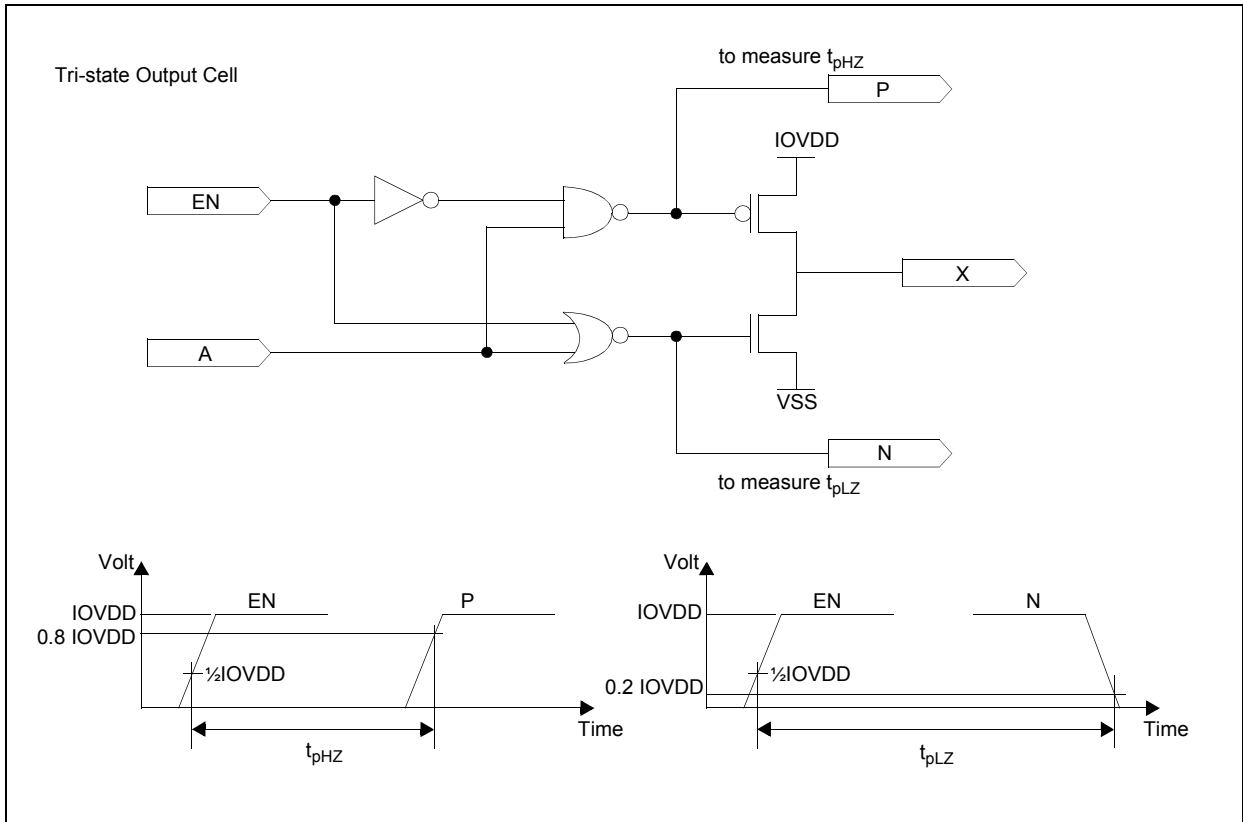 Tri-state Output Cell
to measure tpHZ
P
IOVDD
EN
X
A
VSS
N
to measure tpLZ
Volt
IOVDD
0.8 IOVDD
EN
P
½IOVDD
Time
tpHZ
Volt
IOVDD
0.2 IOVDD
EN
N
½IOVDD
Time
tpLZ